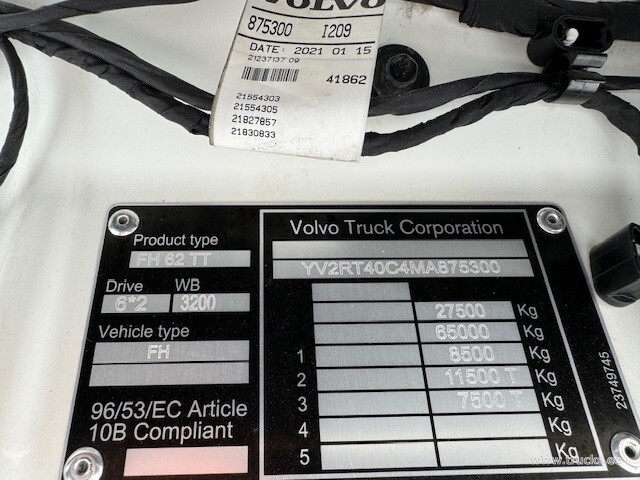 VOLVO
875300 I209
DATE: 2021 01 15
21237137 09
41862
21554303
21554305
21827857
21830833
Product type
FH 62 TT
Drive WB
6*2 3200
Vehicle type
FH
96/53/EC Article
10B Compliant
Volvo Truck Corporation
YV2RT40C4MA875300
27500 Kg
65000 Kg
1 8500 Kg
2 11500 T Kg
3 7500 T Kg
4 Kg
5 Kg
23749745
www.trucks.ee